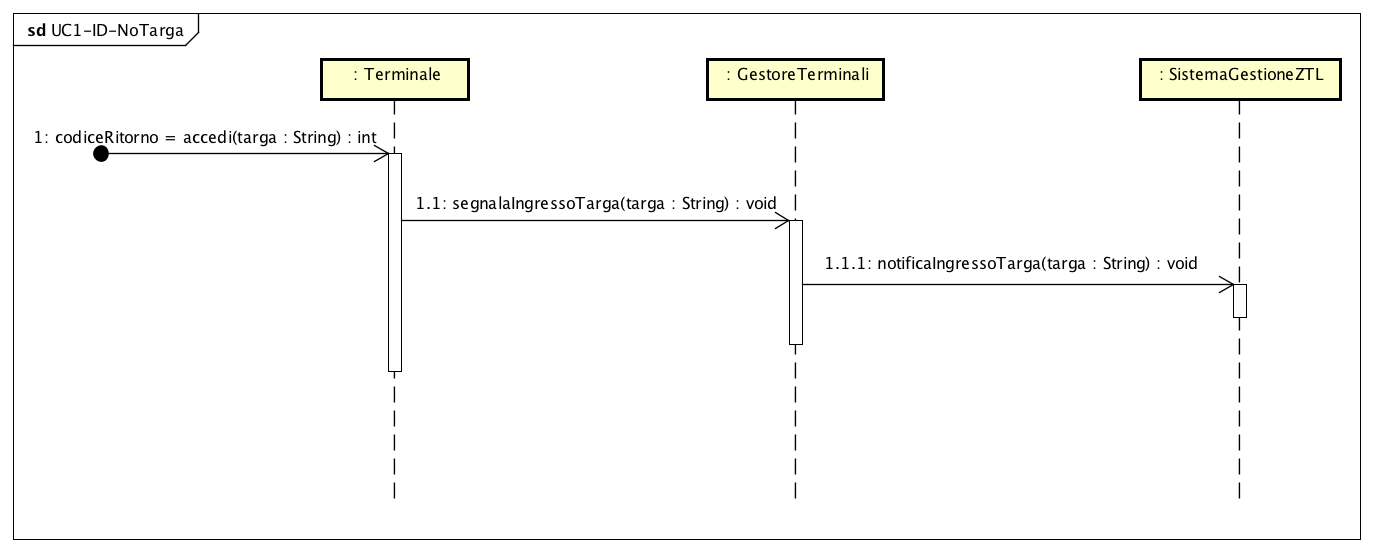 sd UC1-ID-NoTarga
: Terminale
: GestoreTerminali
: SistemaGestioneZTL
1: codiceRitorno = accedi(targa : String) : int
1.1: segnalaIngressoTarga(targa : String) : void
1.1.1: notificaIngressoTarga(targa : String) : void